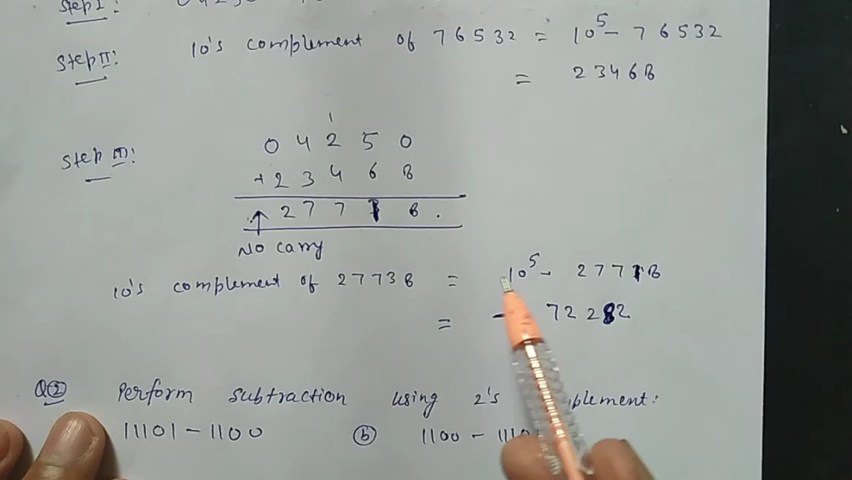 Step I:
10's complement of 76532 = 10^5 - 76532
Step II:
= 23468
1
Step III: 0 4 2 5 0
+ 2 3 4 6 8
2 7 7 1 8 .
No carry
10's complement of 27738 = 10^5 - 27718
= - 72282
Q② Perform subtraction using 2's
11101 - 1100 ⓑ 1100 -